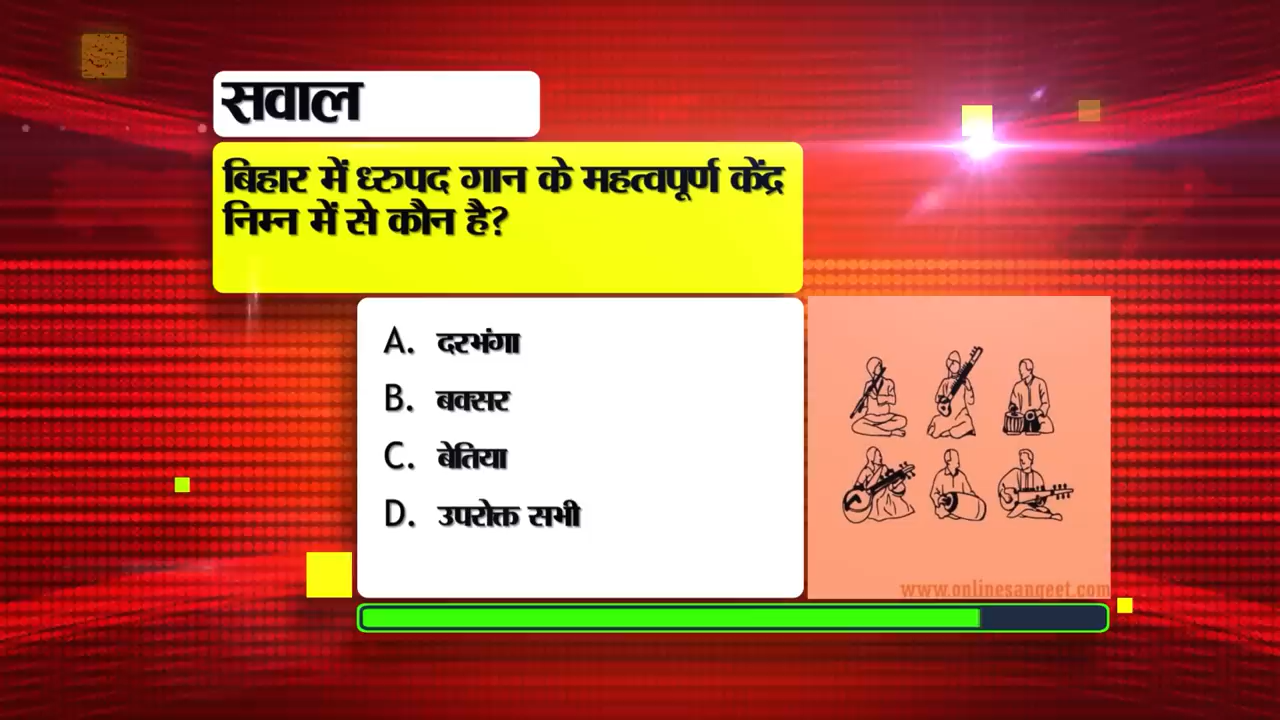 सवाल
बिहार में ध्रुपद गान के महत्वपूर्ण केंद्र
निम्न में से कौन है?
A. दरभंगा
B. बक्सर
C. बेतिया
D. उपरोक्त सभी
www.onlinesangeet.com